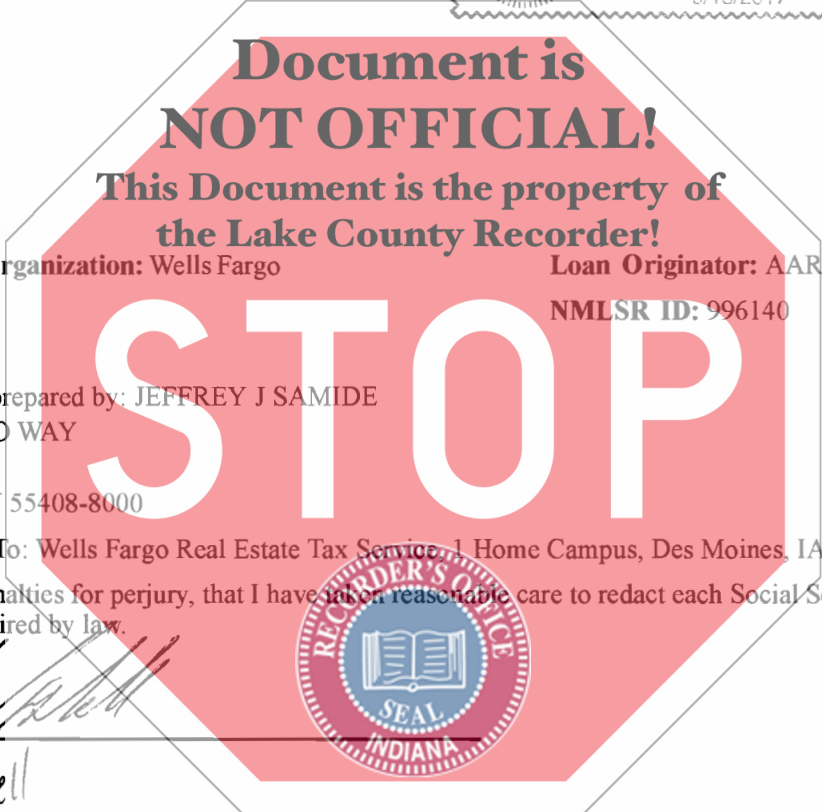 Document is
NOT OFFICIAL!
This Document is the property of
the Lake County Recorder!
rganization: Wells Fargo
Loan Originator: AAR
NMLSR ID: 996140
STOP
prepared by: JEFFREY J SAMIDE
O WAY
55408-8000
To: Wells Fargo Real Estate Tax Service, 1 Home Campus, Des Moines, IA
nalties for perjury, that I have taken reasonable care to redact each Social S
ired by law.
RECORDER'S OFFICE
SEAL
INDIANA